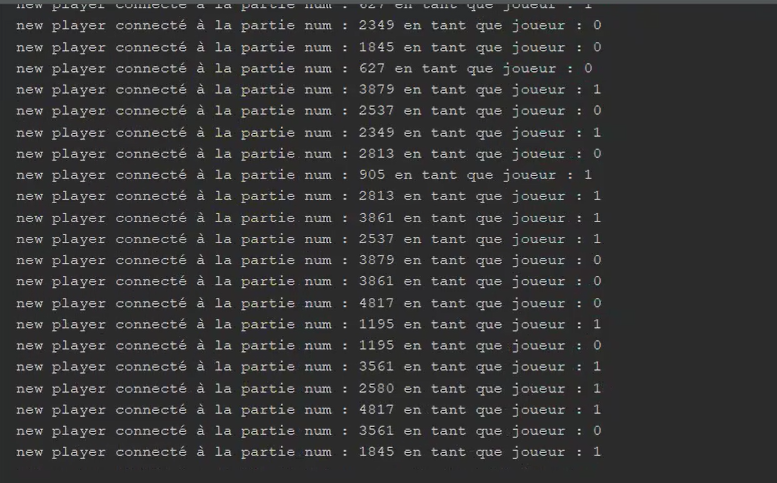 new player connecté à la partie num : 627 en tant que joueur : 1
new player connecté à la partie num : 2349 en tant que joueur : 0
new player connecté à la partie num : 1845 en tant que joueur : 0
new player connecté à la partie num : 627 en tant que joueur : 0
new player connecté à la partie num : 3879 en tant que joueur : 1
new player connecté à la partie num : 2537 en tant que joueur : 0
new player connecté à la partie num : 2349 en tant que joueur : 1
new player connecté à la partie num : 2813 en tant que joueur : 0
new player connecté à la partie num : 905 en tant que joueur : 1
new player connecté à la partie num : 2813 en tant que joueur : 1
new player connecté à la partie num : 3861 en tant que joueur : 1
new player connecté à la partie num : 2537 en tant que joueur : 1
new player connecté à la partie num : 3879 en tant que joueur : 0
new player connecté à la partie num : 3861 en tant que joueur : 0
new player connecté à la partie num : 4817 en tant que joueur : 0
new player connecté à la partie num : 1195 en tant que joueur : 1
new player connecté à la partie num : 1195 en tant que joueur : 0
new player connecté à la partie num : 3561 en tant que joueur : 1
new player connecté à la partie num : 2580 en tant que joueur : 1
new player connecté à la partie num : 4817 en tant que joueur : 1
new player connecté à la partie num : 3561 en tant que joueur : 0
new player connecté à la partie num : 1845 en tant que joueur : 1